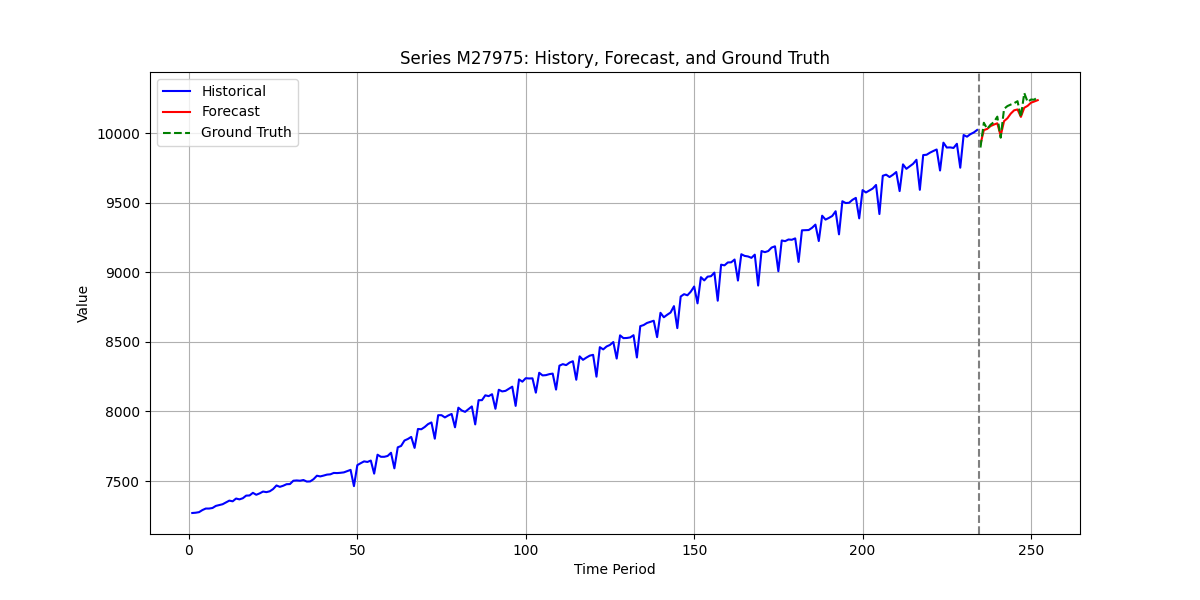 Series M27975: History, Forecast, and Ground Truth
Historical
Forecast
Ground Truth
10000
9500
9000
8500
8000
7500
Value
0 50 100 150 200 250
Time Period